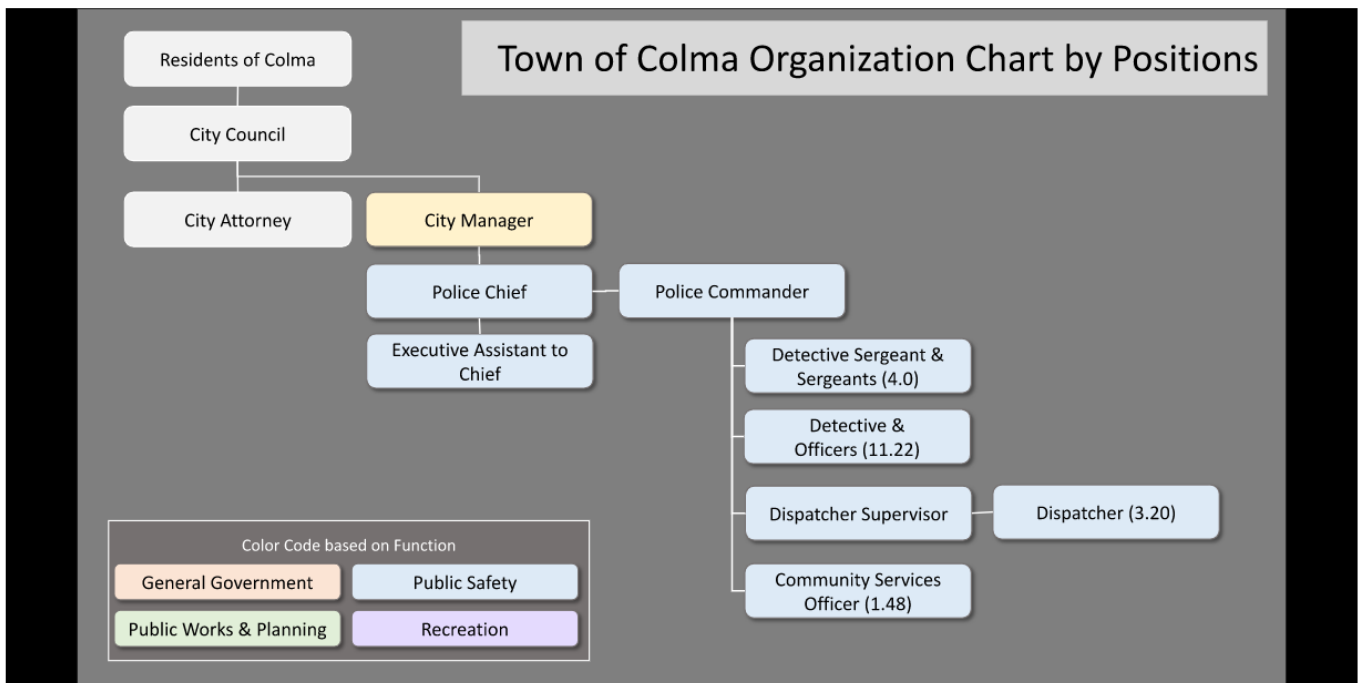 Town of Colma Organization Chart by Positions
Residents of Colma
City Council
City Attorney
City Manager
Police Chief
Police Commander
Executive Assistant to
Chief
Detective Sergeant &
Sergeants (4.0)
Detective &
Officers (11.22)
Dispatcher Supervisor
Dispatcher (3.20)
Community Services
Officer (1.48)
Color Code based on Function
General Government
Public Safety
Public Works & Planning
Recreation